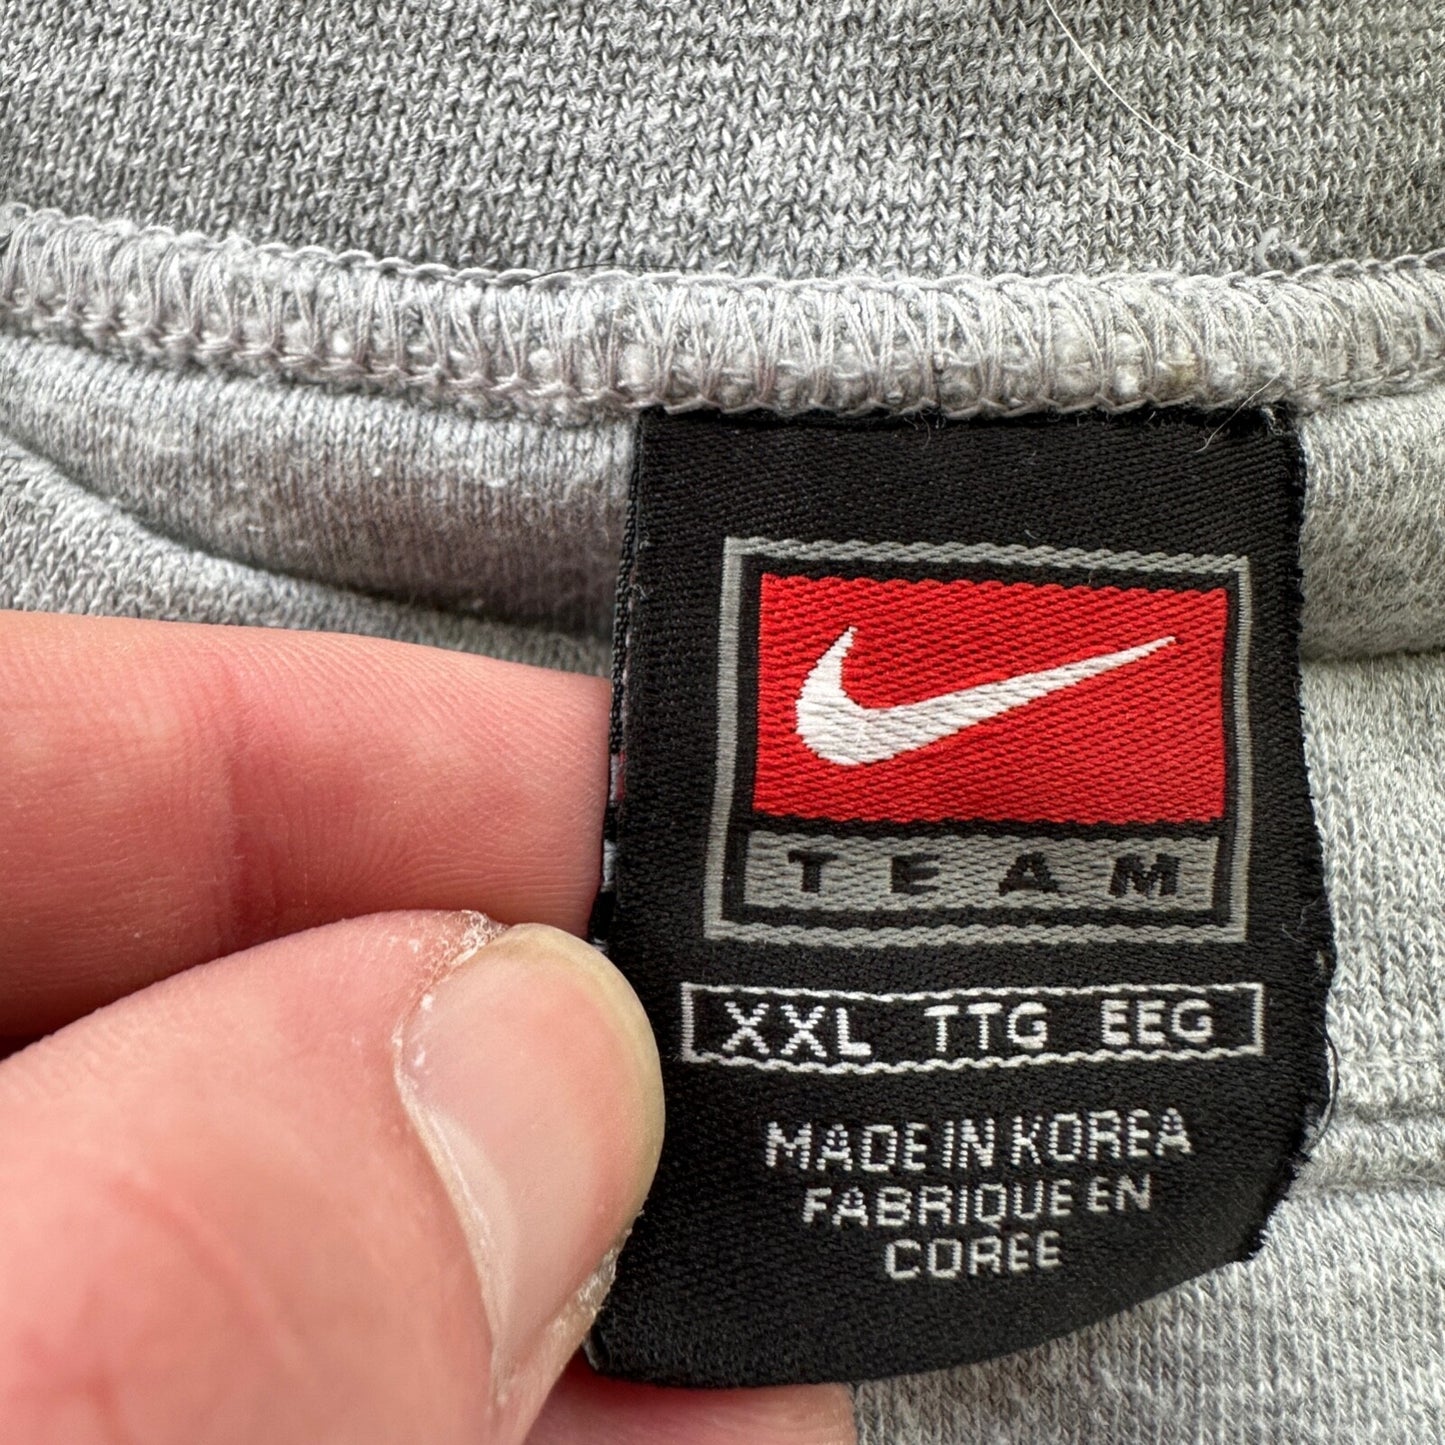 TEAM
XXL TTG EEG
MADE IN KOREA
FABRIQUE EN
COREE